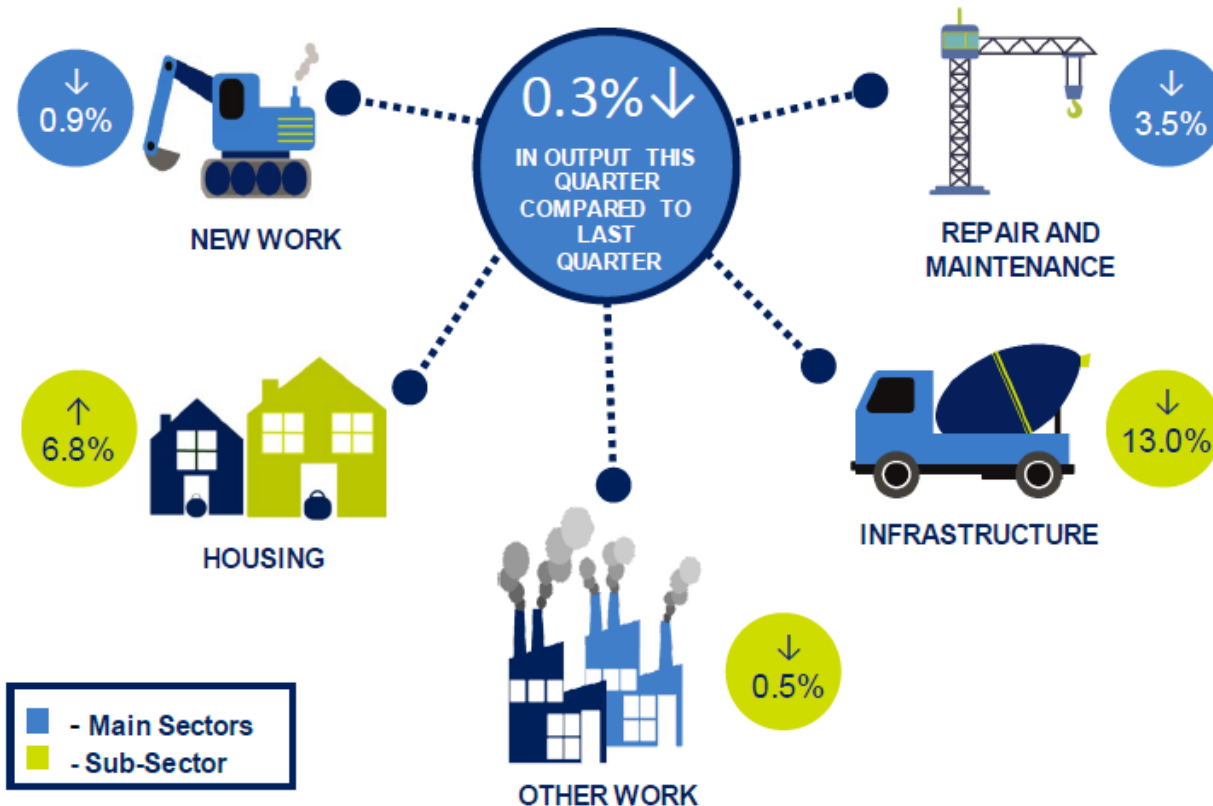 0.3% ↓
IN OUTPUT THIS
QUARTER
COMPARED TO
LAST
QUARTER
↓
0.9%
NEW WORK
↓
3.5%
REPAIR AND
MAINTENANCE
↑
6.8%
HOUSING
↓
13.0%
INFRASTRUCTURE
↓
0.5%
OTHER WORK
- Main Sectors
- Sub-Sector